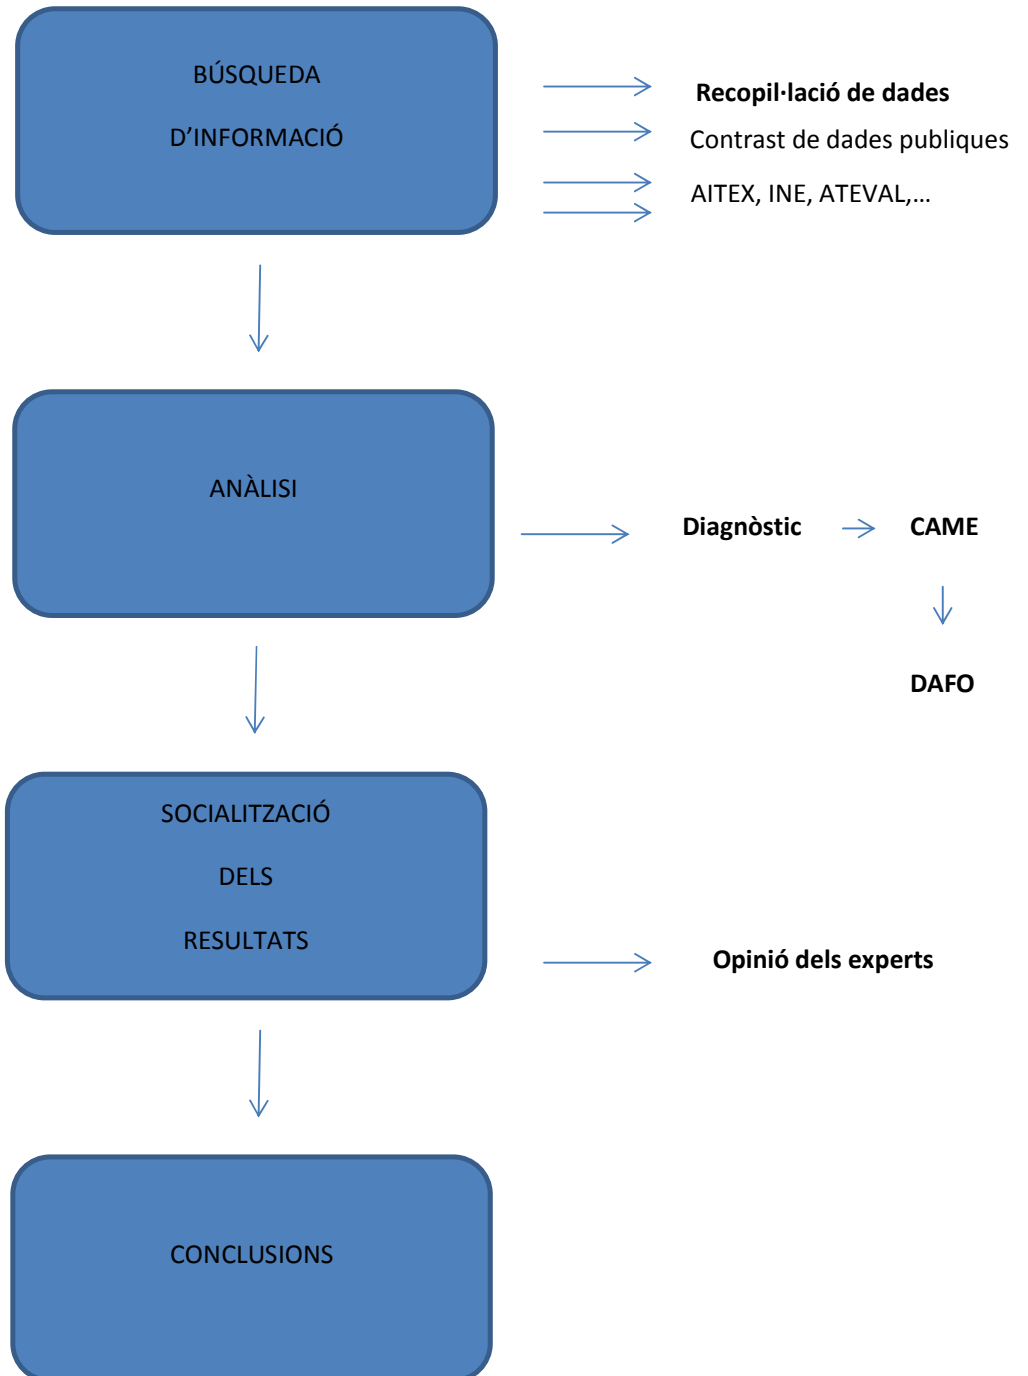 BÚSQUEDA
D’INFORMACIÓ
Recopil·lació de dades
Contrast de dades publiques
AITEX, INE, ATEVAL,...
ANÀLISI
Diagnòstic
CAME
DAFO
SOCIALITZACIÓ
DELS
RESULTATS
Opinió dels experts
CONCLUSIONS